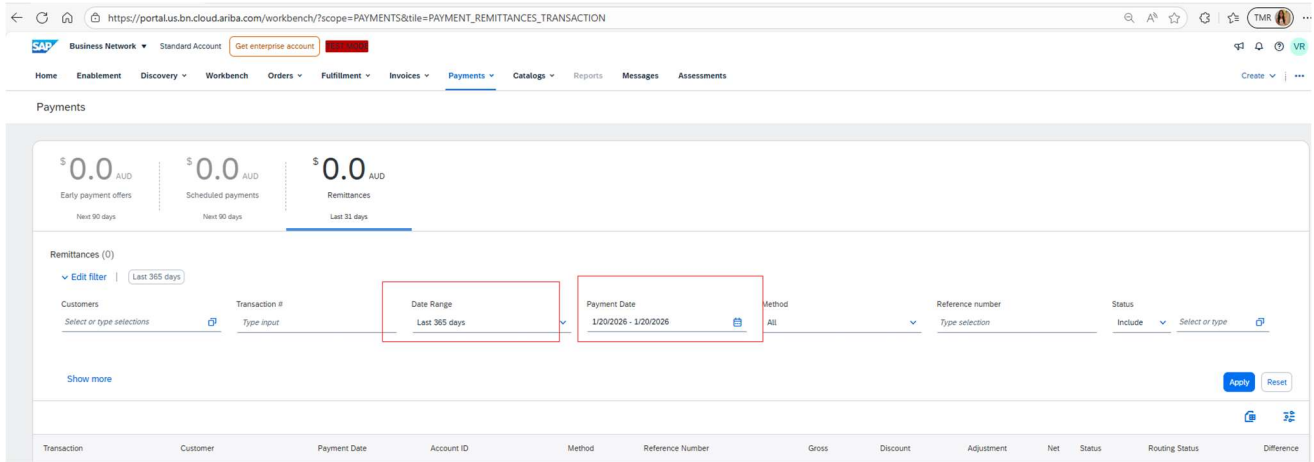 https://portal.us.bn.cloud.ariba.com/workbench/?scope=PAYMENTS&tile=PAYMENT_REMITTANCES_TRANSACTION TMR
SAP Business Network Standard Account Get enterprise account TEST MODE VR
Home Enablement Discovery Workbench Orders Fulfillment Invoices Payments Catalogs Reports Messages Assessments Create
Payments
$ 0.0 AUD $ 0.0 AUD $ 0.0 AUD
Early payment offers Scheduled payments Remittances
Next 90 days Next 90 days Last 31 days
Remittances (0)
Edit filter | Last 365 days
Customers Transaction # Date Range Payment Date Method Reference number Status
Select or type selections Type input Last 365 days 1/20/2026 - 1/20/2026 All Type selection Include Select or type
Show more Apply Reset
Transaction Customer Payment Date Account ID Method Reference Number Gross Discount Adjustment Net Status Routing Status Difference